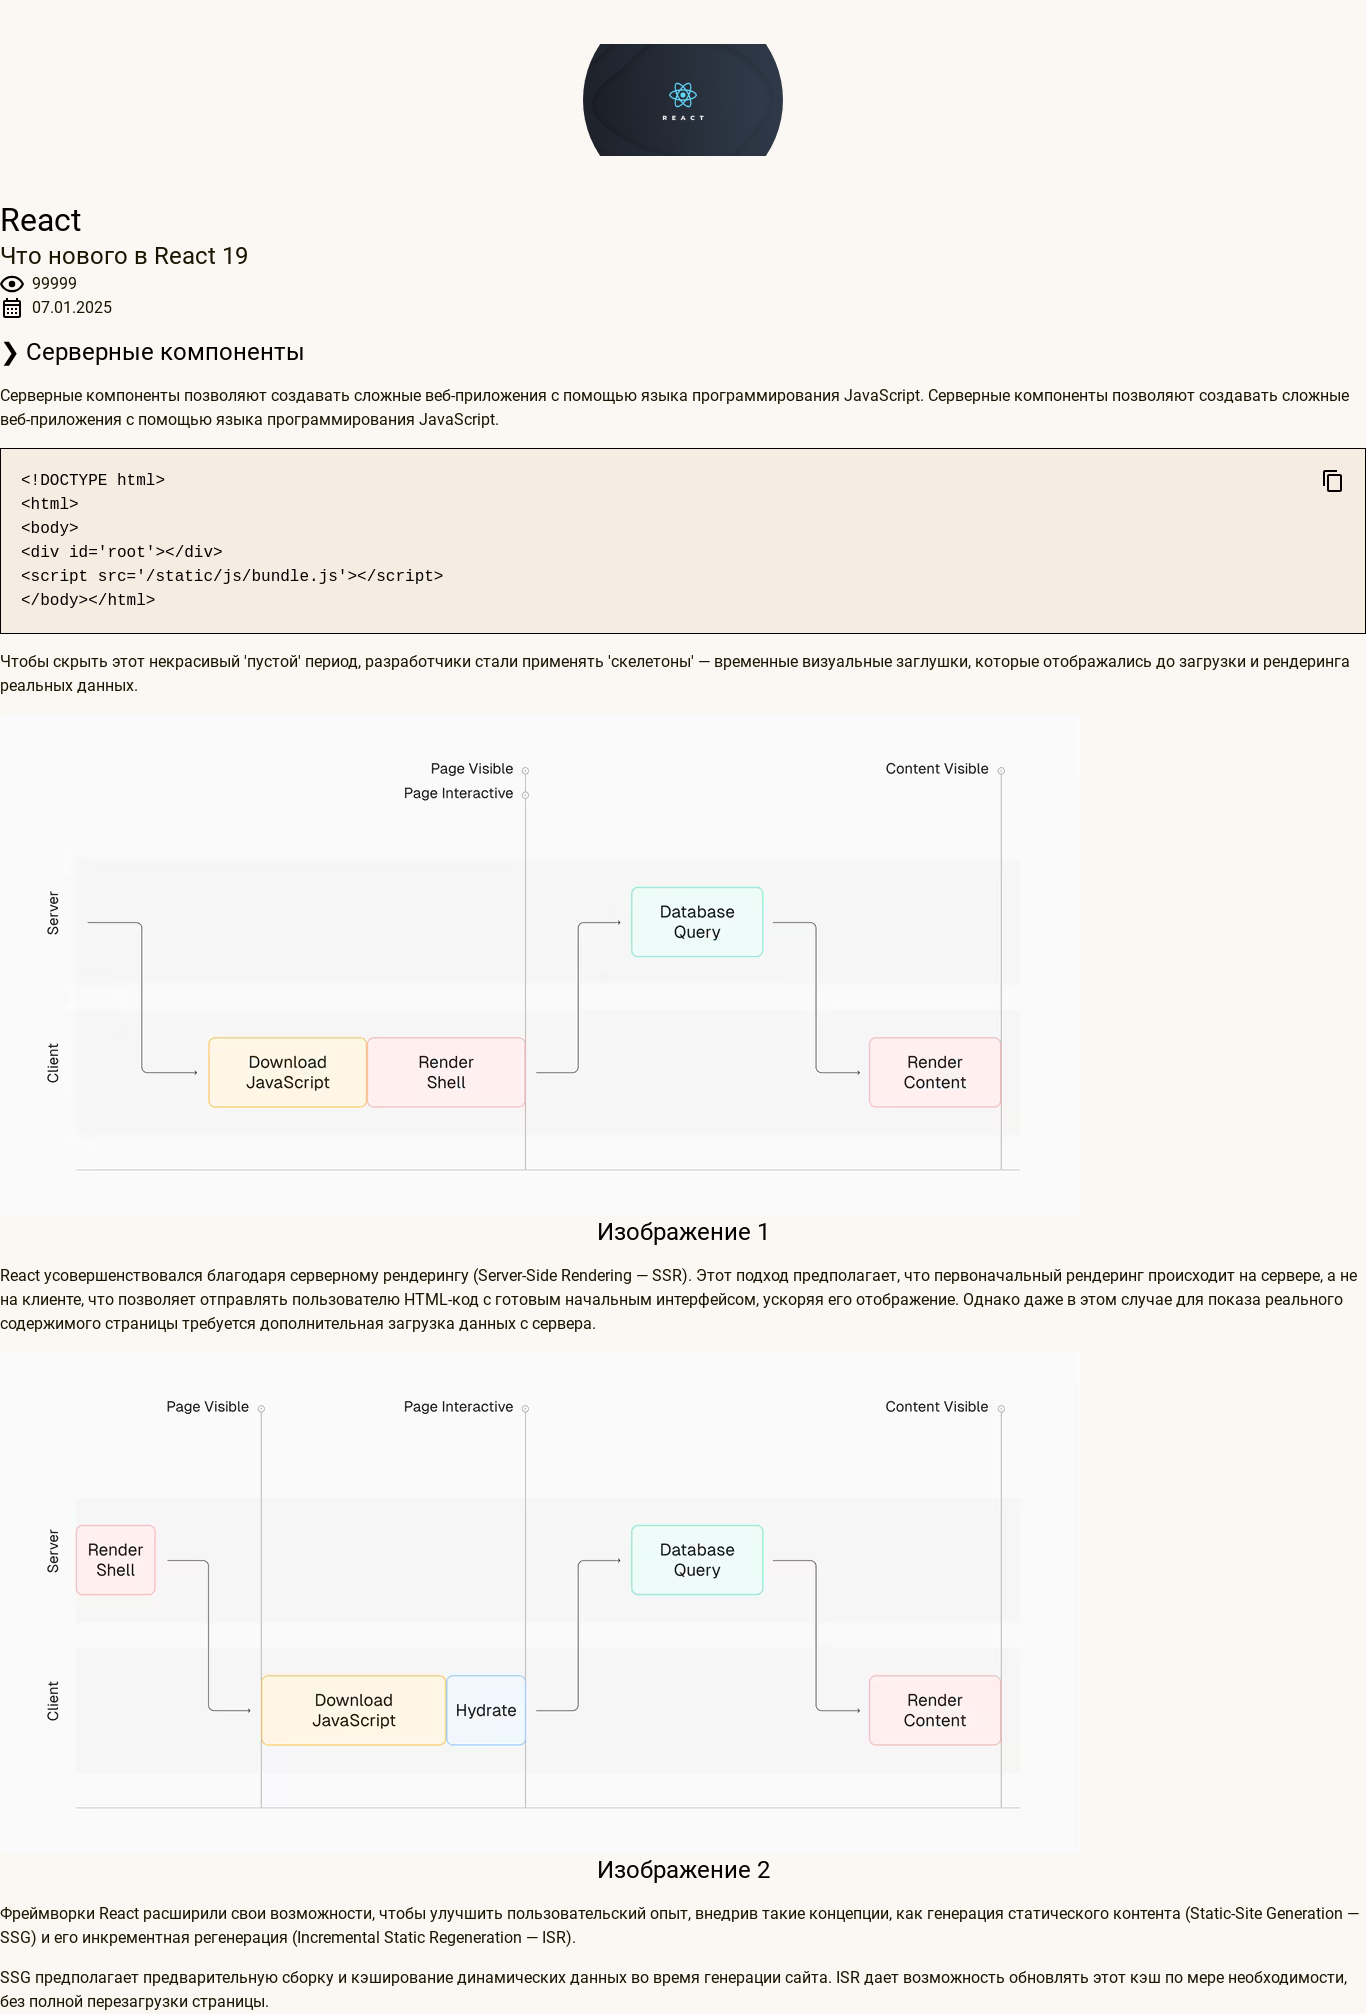 REACT
React
Что нового в React 19
99999
07.01.2025
❯ Серверные компоненты
Серверные компоненты позволяют создавать сложные веб-приложения с помощью языка программирования JavaScript. Серверные компоненты позволяют создавать сложные
веб-приложения с помощью языка программирования JavaScript.
<!DOCTYPE html>
<html>
<body>
<div id='root'></div>
<script src='/static/js/bundle.js'></script>
</body></html>
Чтобы скрыть этот некрасивый 'пустой' период, разработчики стали применять 'скелетоны' — временные визуальные заглушки, которые отображались до загрузки и рендеринга
реальных данных.
Page Visible
Content Visible
Page Interactive
Server
Database
Query
Client
Download
JavaScript
Render
Shell
Render
Content
Изображение 1
React усовершенствовался благодаря серверному рендерингу (Server-Side Rendering — SSR). Этот подход предполагает, что первоначальный рендеринг происходит на сервере, а не
на клиенте, что позволяет отправлять пользователю HTML-код с готовым начальным интерфейсом, ускоряя его отображение. Однако даже в этом случае для показа реального
содержимого страницы требуется дополнительная загрузка данных с сервера.
Page Visible
Page Interactive
Content Visible
Server
Render
Shell
Database
Query
Client
Download
JavaScript
Hydrate
Render
Content
Изображение 2
Фреймворки React расширили свои возможности, чтобы улучшить пользовательский опыт, внедрив такие концепции, как генерация статического контента (Static-Site Generation —
SSG) и его инкрементная регенерация (Incremental Static Regeneration — ISR).
SSG предполагает предварительную сборку и кэширование динамических данных во время генерации сайта. ISR дает возможность обновлять этот кэш по мере необходимости,
без полной перезагрузки страницы.